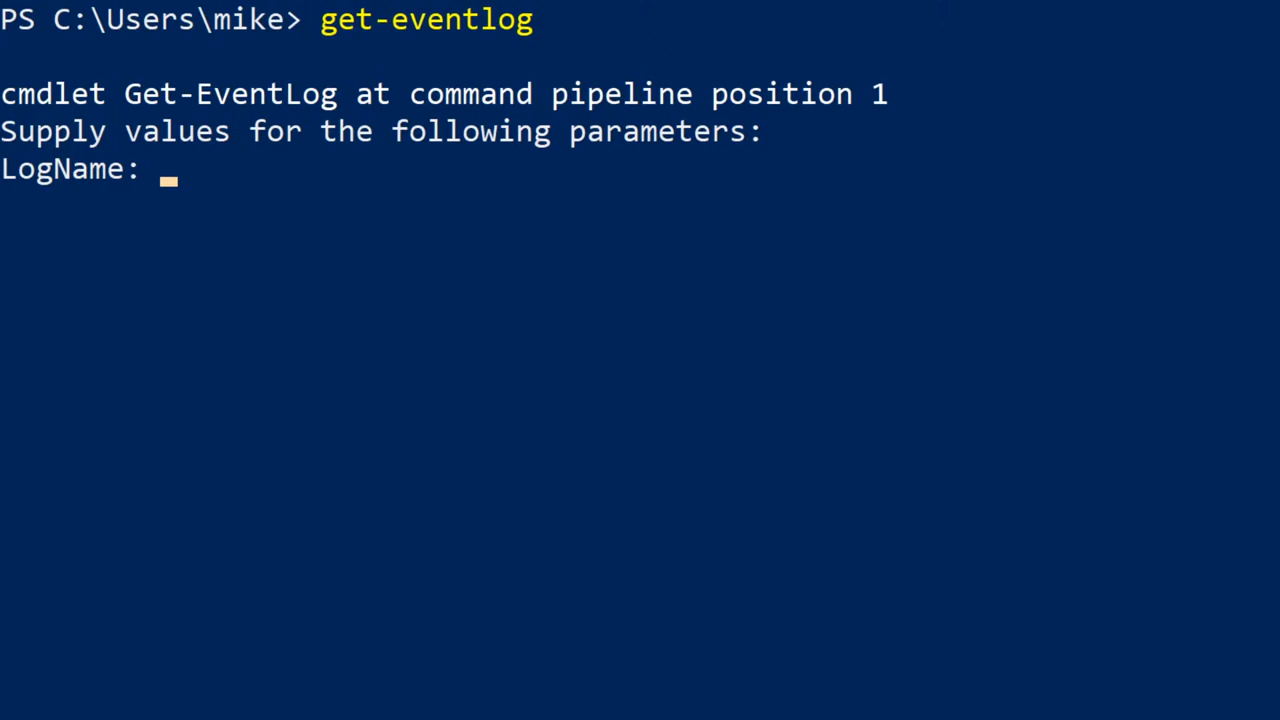 PS C:\Users\mike> get-eventlog
cmdlet Get-EventLog at command pipeline position 1
Supply values for the following parameters:
LogName: